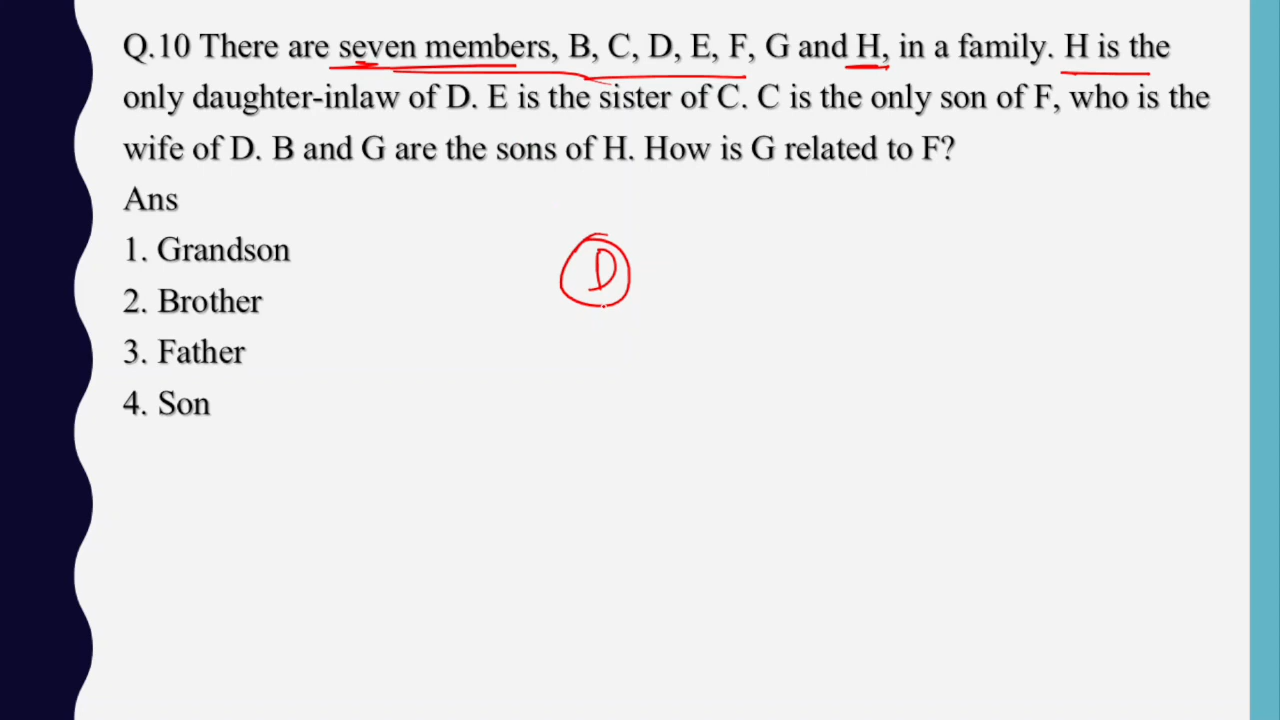 Q.10 There are seven members, B, C, D, E, F, G and H, in a family. H is the
only daughter-inlaw of D. E is the sister of C. C is the only son of F, who is the
wife of D. B and G are the sons of H. How is G related to F?
Ans
1. Grandson
D
2. Brother
3. Father
4. Son